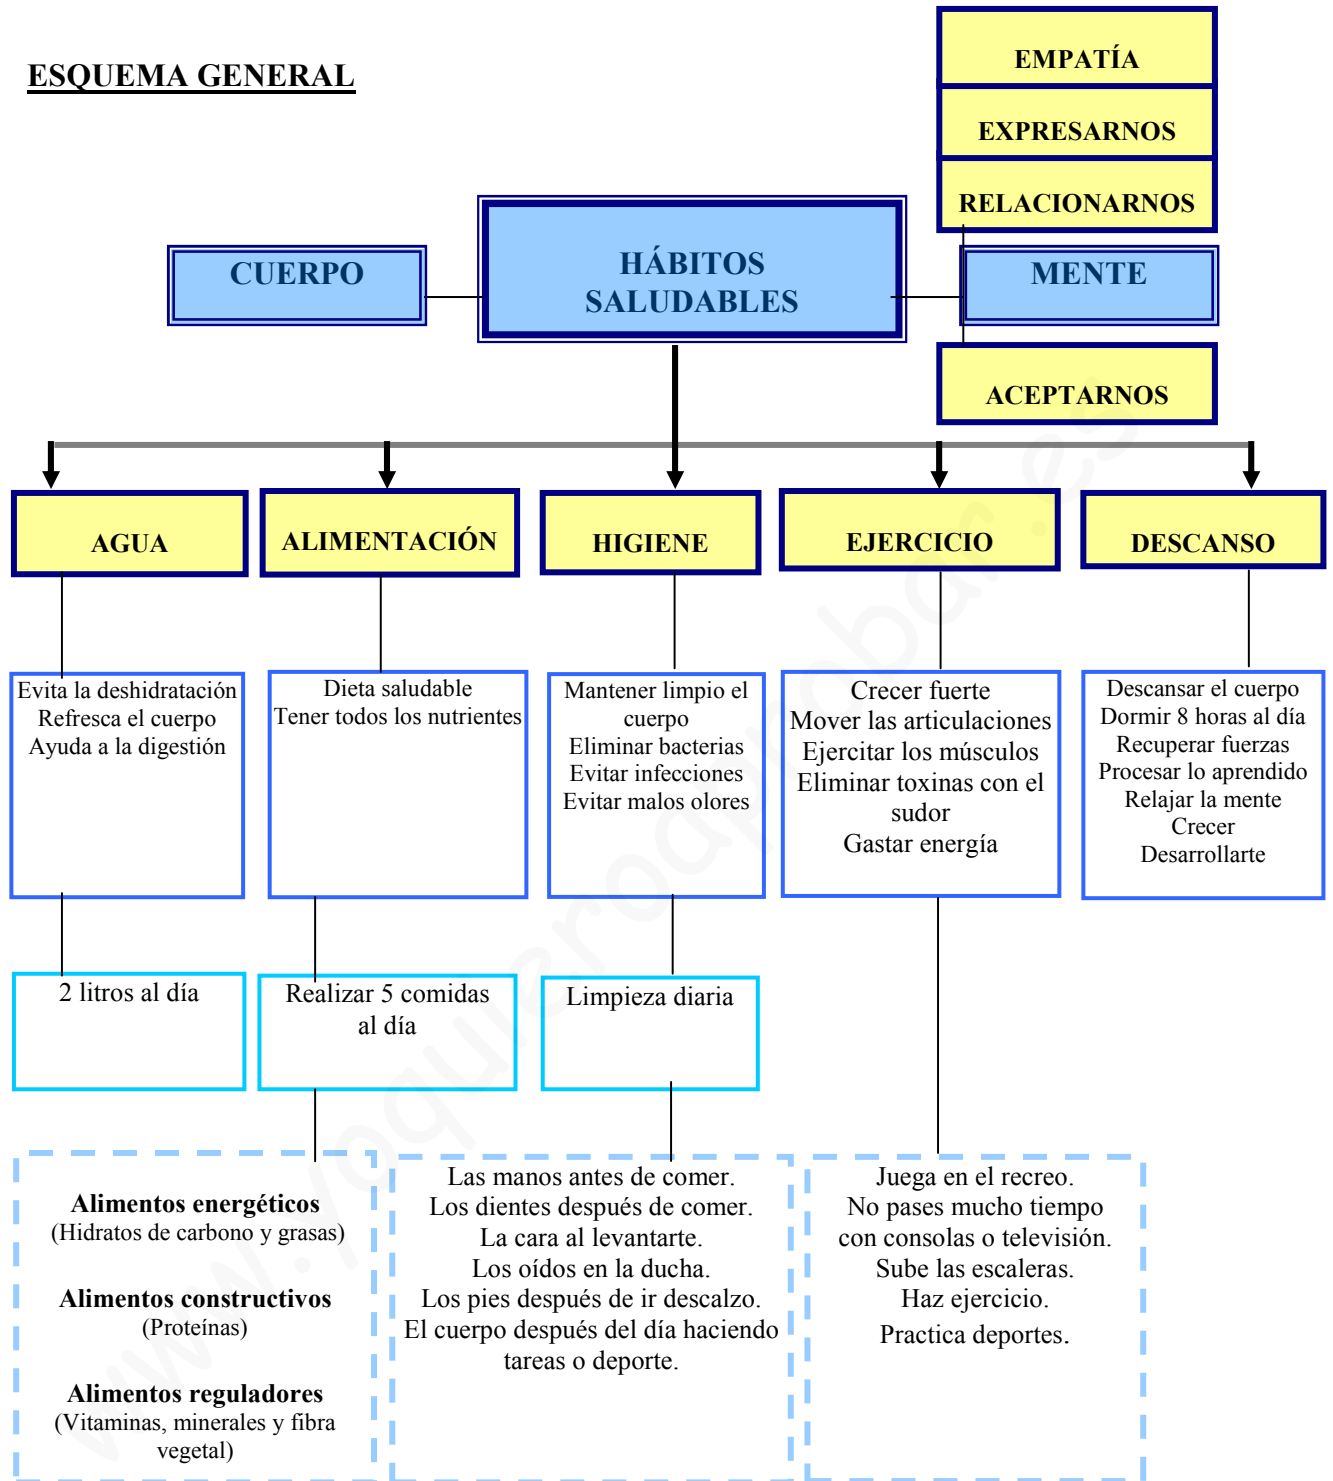 ESQUEMA GENERAL
EMPATÍA
EXPRESARNOS
RELACIONARNOS
CUERPO
HÁBITOS
SALUDABLES
MENTE
ACEPTARNOS
AGUA
ALIMENTACIÓN
HIGIENE
EJERCICIO
DESCANSO
Evita la deshidratación
Refresca el cuerpo
Ayuda a la digestión
Dieta saludable
Tener todos los nutrientes
Mantener limpio el
cuerpo
Eliminar bacterias
Evitar infecciones
Evitar malos olores
Crecer fuerte
Mover las articulaciones
Ejercitar los músculos
Eliminar toxinas con el
sudor
Gastar energía
Descansar el cuerpo
Dormir 8 horas al día
Recuperar fuerzas
Procesar lo aprendido
Relajar la mente
Crecer
Desarrollarte
2 litros al día
Realizar 5 comidas
al día
Limpieza diaria
Alimentos energéticos
(Hidratos de carbono y grasas)
Alimentos constructivos
(Proteínas)
Alimentos reguladores
(Vitaminas, minerales y fibra
vegetal)
Las manos antes de comer.
Los dientes después de comer.
La cara al levantarte.
Los oídos en la ducha.
Los pies después de ir descalzo.
El cuerpo después del día haciendo
tareas o deporte.
Juega en el recreo.
No pases mucho tiempo
con consolas o televisión.
Sube las escaleras.
Haz ejercicio.
Practica deportes.
www.yoquieroaprobar.es